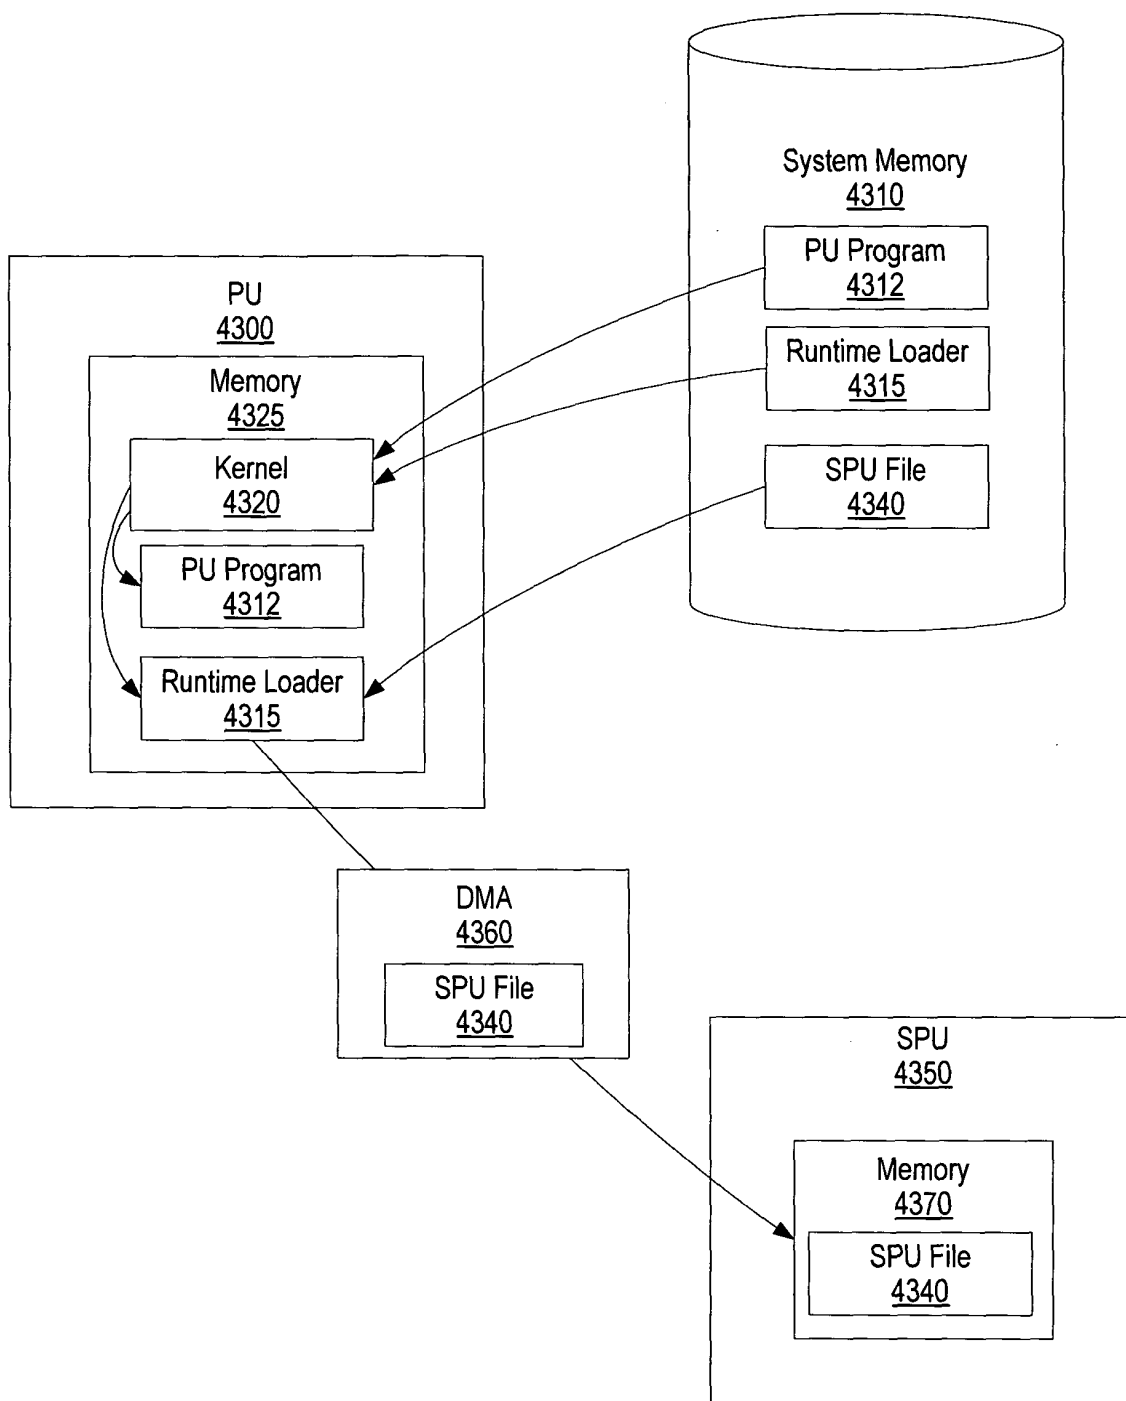 System Memory
4310
PU Program
4312
Runtime Loader
4315
SPU File
4340
PU
4300
Memory
4325
Kernel
4320
PU Program
4312
Runtime Loader
4315
DMA
4360
SPU File
4340
SPU
4350
Memory
4370
SPU File
4340